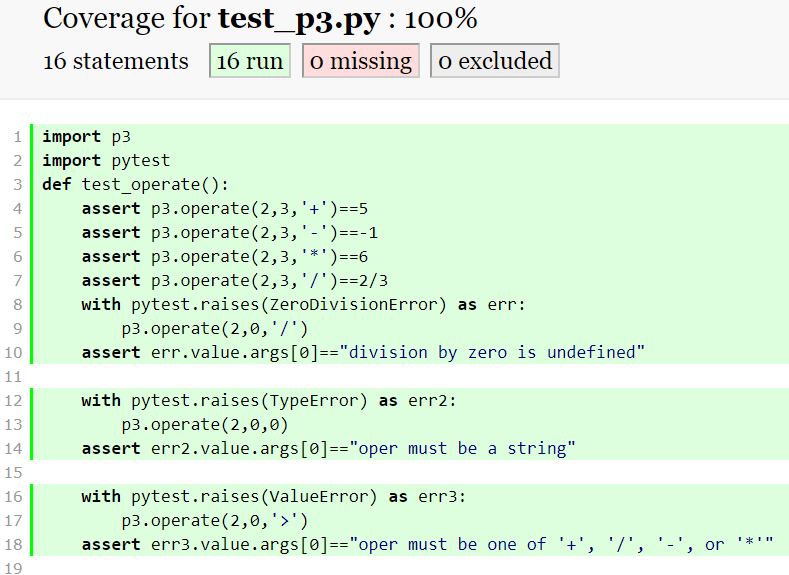 Coverage for test_p3.py : 100%
16 statements 16 run 0 missing 0 excluded
1 import p3
2 import pytest
3 def test_operate():
4     assert p3.operate(2,3,'+')==5
5     assert p3.operate(2,3,'-')==-1
6     assert p3.operate(2,3,'*')==6
7     assert p3.operate(2,3,'/')==2/3
8     with pytest.raises(ZeroDivisionError) as err:
9         p3.operate(2,0,'/')
10     assert err.value.args[0]=="division by zero is undefined"
11
12     with pytest.raises(TypeError) as err2:
13         p3.operate(2,0,0)
14     assert err2.value.args[0]=="oper must be a string"
15
16     with pytest.raises(ValueError) as err3:
17         p3.operate(2,0,'>')
18     assert err3.value.args[0]=="oper must be one of '+', '/', '-', or '*'"
19